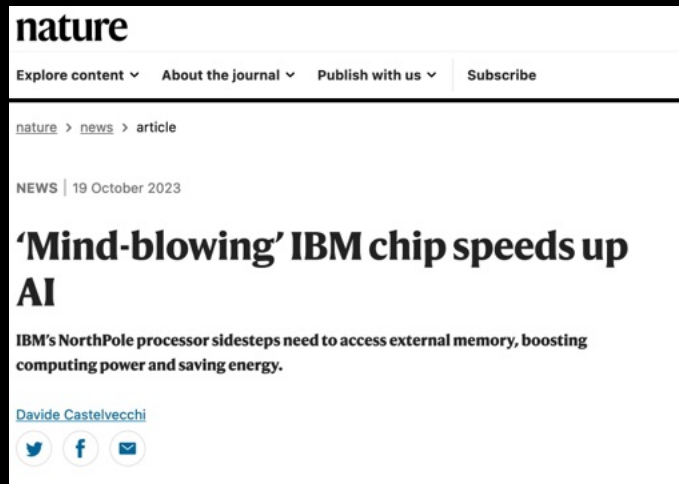 nature
Explore content About the journal Publish with us Subscribe
nature > news > article
NEWS | 19 October 2023
‘Mind-blowing’ IBM chip speeds up
AI
IBM’s NorthPole processor sidesteps need to access external memory, boosting
computing power and saving energy.
Davide Castelvecchi